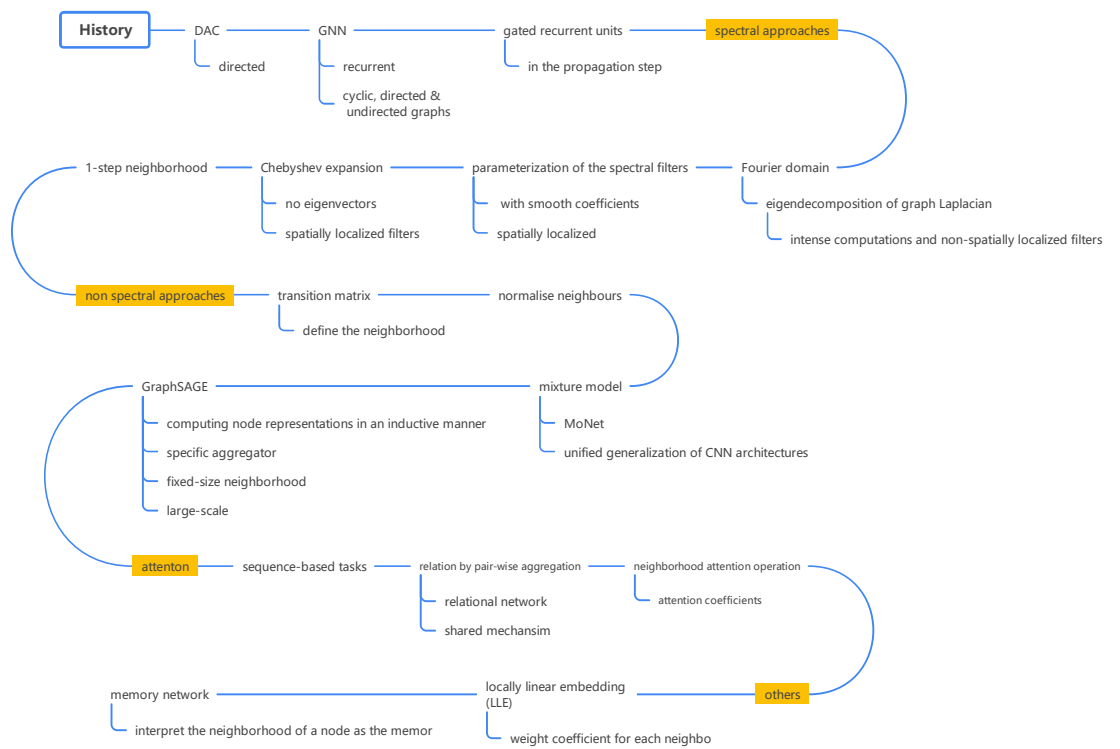 History
DAC
directed
GNN
recurrent
cyclic, directed &
undirected graphs
gated recurrent units
in the propagation step
spectral approaches
Fourier domain
eigendecomposition of graph Laplacian
intense computations and non-spatially localized filters
parameterization of the spectral filters
with smooth coefficients
spatially localized
Chebyshev expansion
no eigenvectors
spatially localized filters
1-step neighborhood
non spectral approaches
transition matrix
define the neighborhood
normalise neighbours
mixture model
MoNet
unified generalization of CNN architectures
GraphSAGE
computing node representations in an inductive manner
specific aggregator
fixed-size neighborhood
large-scale
attenton
sequence-based tasks
relation by pair-wise aggregation
relational network
shared mechansim
neighborhood attention operation
attention coefficients
others
locally linear embedding
(LLE)
weight coefficient for each neighbo
memory network
interpret the neighborhood of a node as the memor